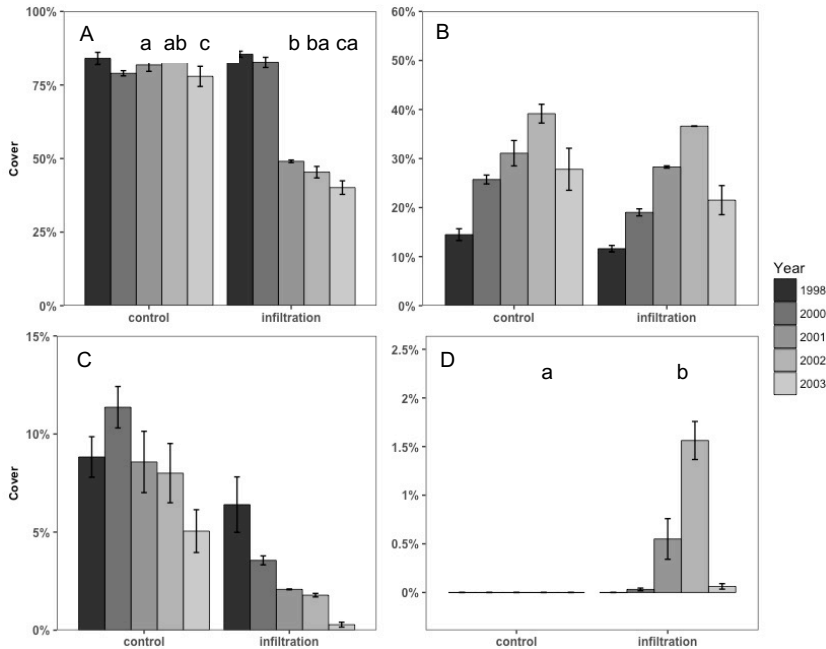 100%
75%
50%
25%
0%
Cover
A
a ab c b ba ca
control infiltration
60%
50%
40%
30%
20%
10%
0%
B
control infiltration
Year
1998
2000
2001
2002
2003
15%
10%
5%
0%
Cover
C
control infiltration
2.5%
2%
1.5%
1%
0.5%
0%
D
a b
control infiltration